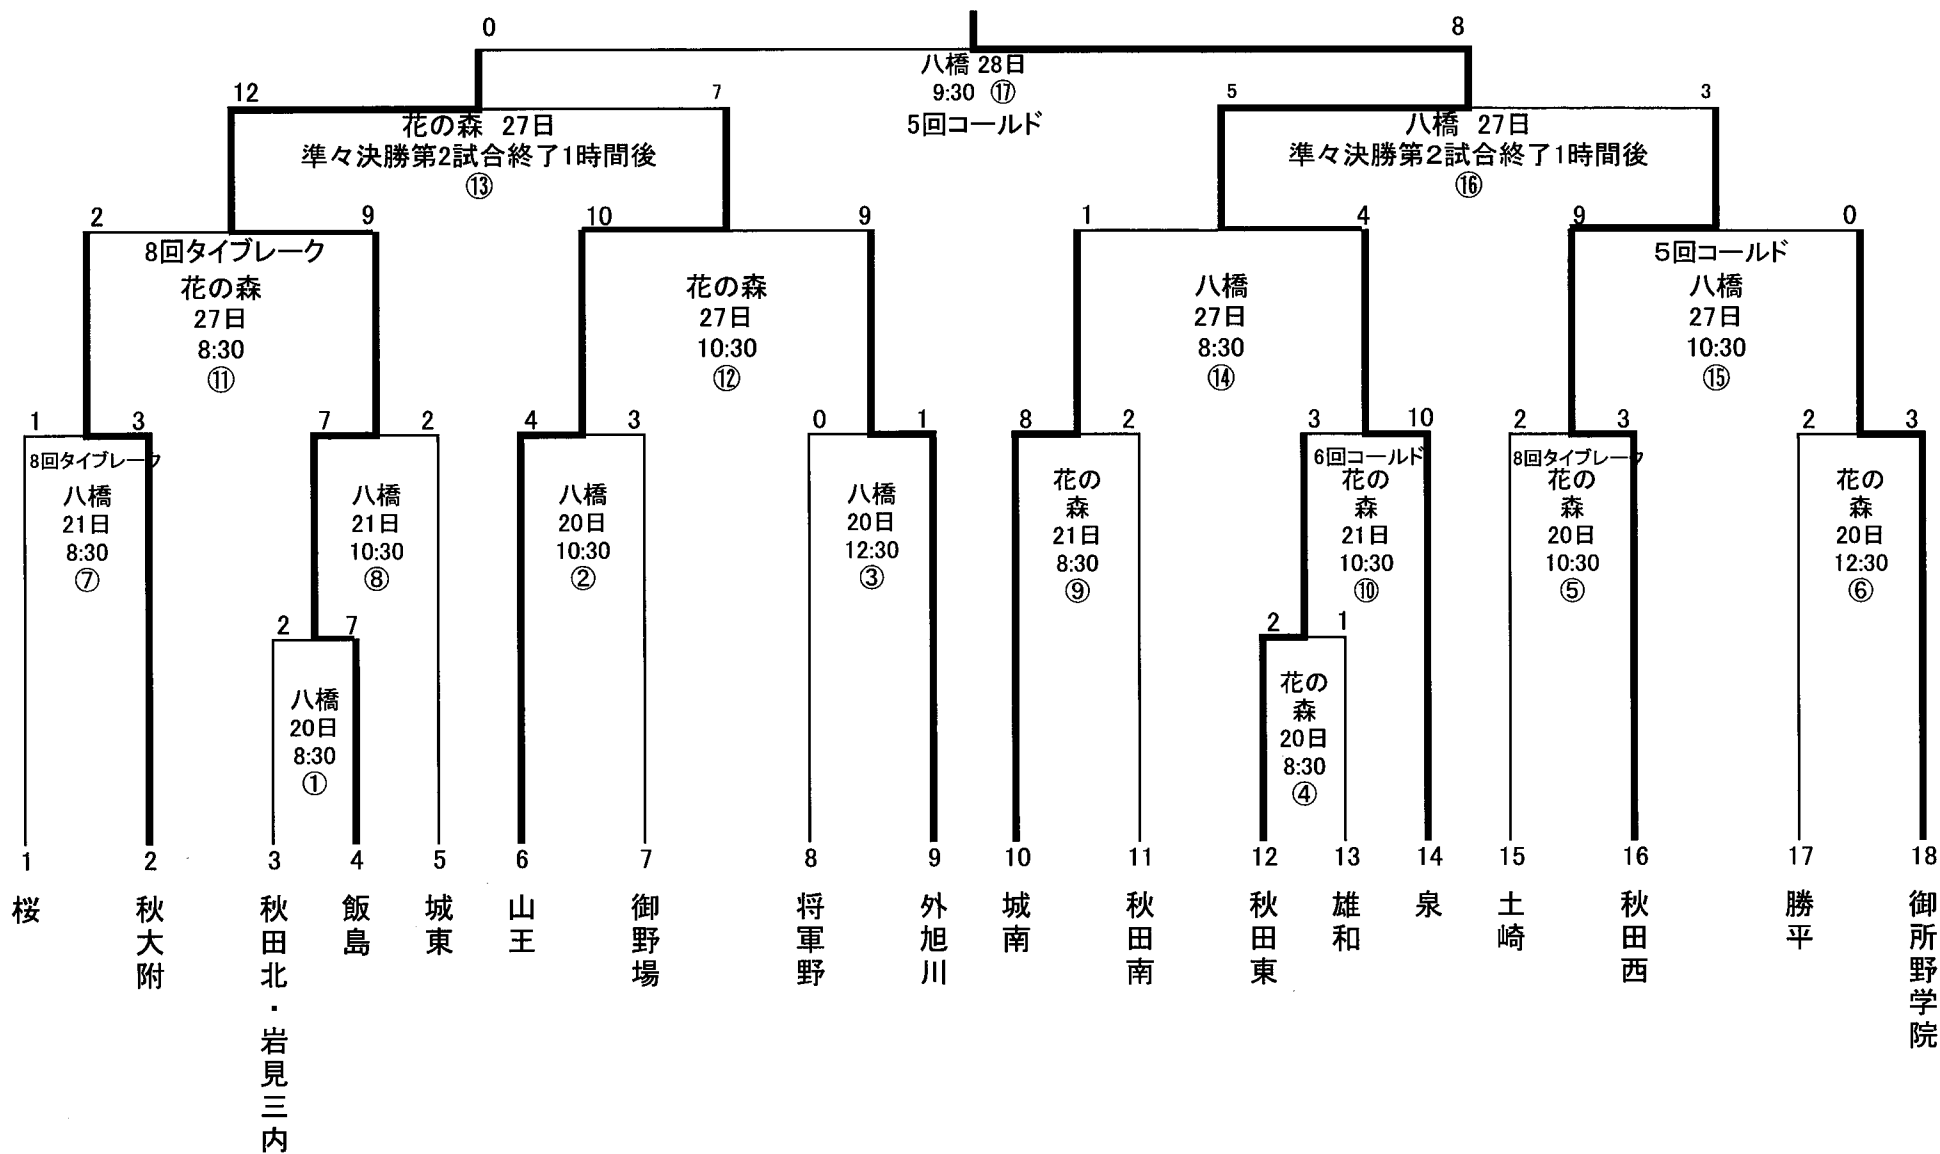 0
8
八橋 28日
9:30 ⑰
5回コールド
12
7
花の森 27日
準々決勝第2試合終了1時間後
⑬
5
3
八橋 27日
準々決勝第2試合終了1時間後
⑯
2
9
8回タイブレーク
花の森
27日
8:30
⑪
10
9
花の森
27日
10:30
⑫
1
4
八橋
27日
8:30
⑭
9
0
5回コールド
八橋
27日
10:30
⑮
1
3
8回タイブレーク
八橋
21日
8:30
⑦
7
2
八橋
21日
10:30
⑧
4
3
八橋
20日
10:30
②
0
1
八橋
20日
12:30
③
8
2
花の
森
21日
8:30
⑨
3
10
6回コールド
花の
森
21日
10:30
⑩
2
3
8回タイブレーク
花の
森
20日
10:30
⑤
2
3
花の
森
20日
12:30
⑥
2
7
八橋
20日
8:30
①
2
1
花の
森
20日
8:30
④
1
2
3
4
5
6
7
8
9
10
11
12
13
14
15
16
17
18
桜
秋大附
秋田北・岩見三内
飯島
城東
山王
御野場
将軍野
外旭川
城南
秋田南
秋田東
雄和
泉
土崎
秋田西
勝平
御所野学院